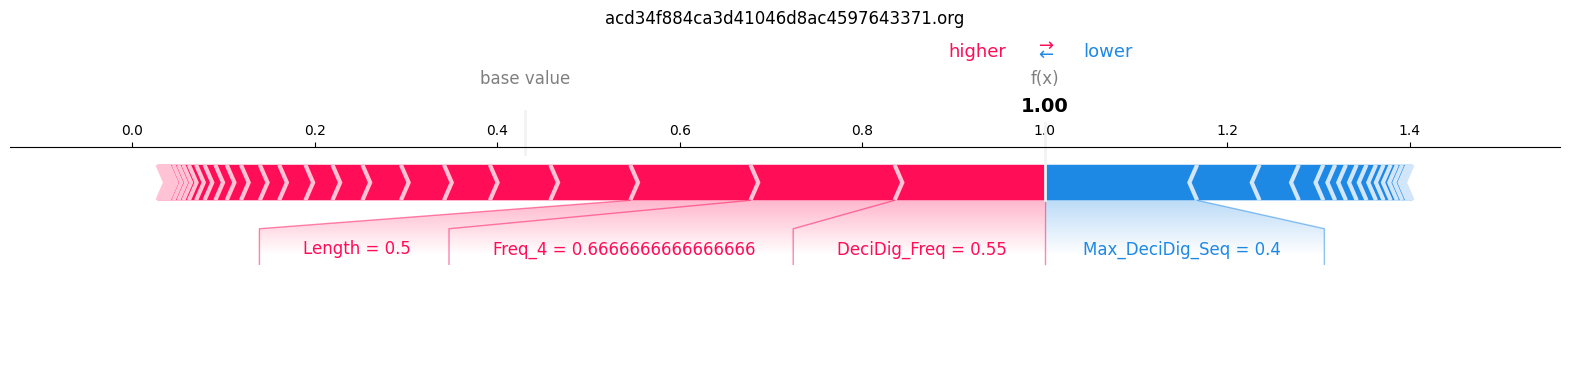 acd34f884ca3d41046d8ac4597643371.org
higher ⇄ lower
base value f(x)
1.00
0.0 0.2 0.4 0.6 0.8 1.0 1.2 1.4
Length = 0.5 Freq_4 = 0.6666666666666666 DeciDig_Freq = 0.55 Max_DeciDig_Seq = 0.4